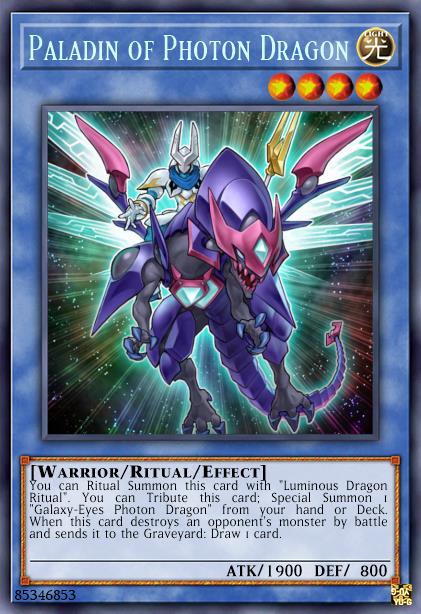 PALADIN OF PHOTON DRAGON
LIGHT
光
[WARRIOR/RITUAL/EFFECT]
You can Ritual Summon this card with "Luminous Dragon
Ritual". You can Tribute this card; Special Summon 1
"Galaxy-Eyes Photon Dragon" from your hand or Deck.
When this card destroys an opponent's monster by battle
and sends it to the Graveyard: Draw 1 card.
ATK/1900 DEF/ 800
85346853